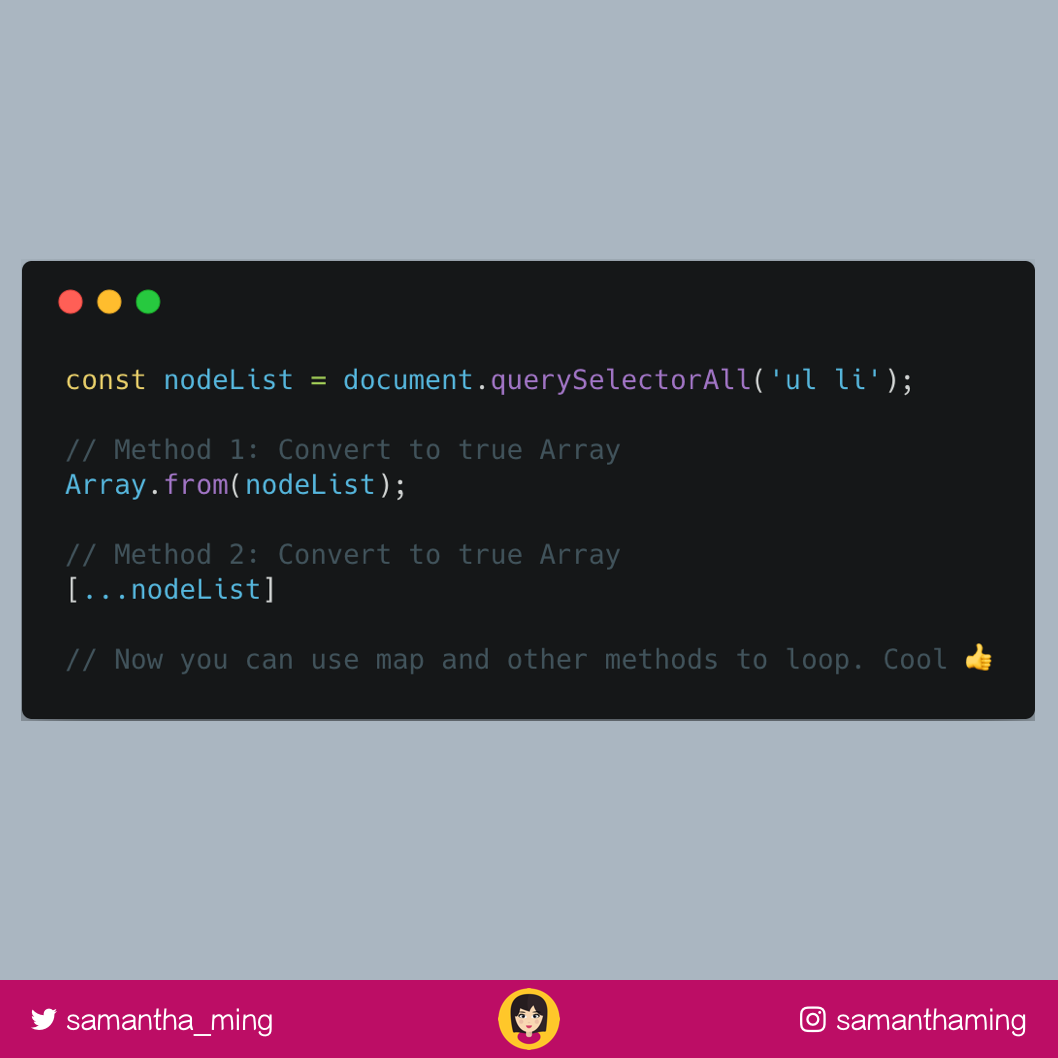 const nodeList = document.querySelectorAll('ul li');
// Method 1: Convert to true Array
Array.from(nodeList);
// Method 2: Convert to true Array
[...nodeList]
// Now you can use map and other methods to loop. Cool 👍
samantha_ming
samanthaming